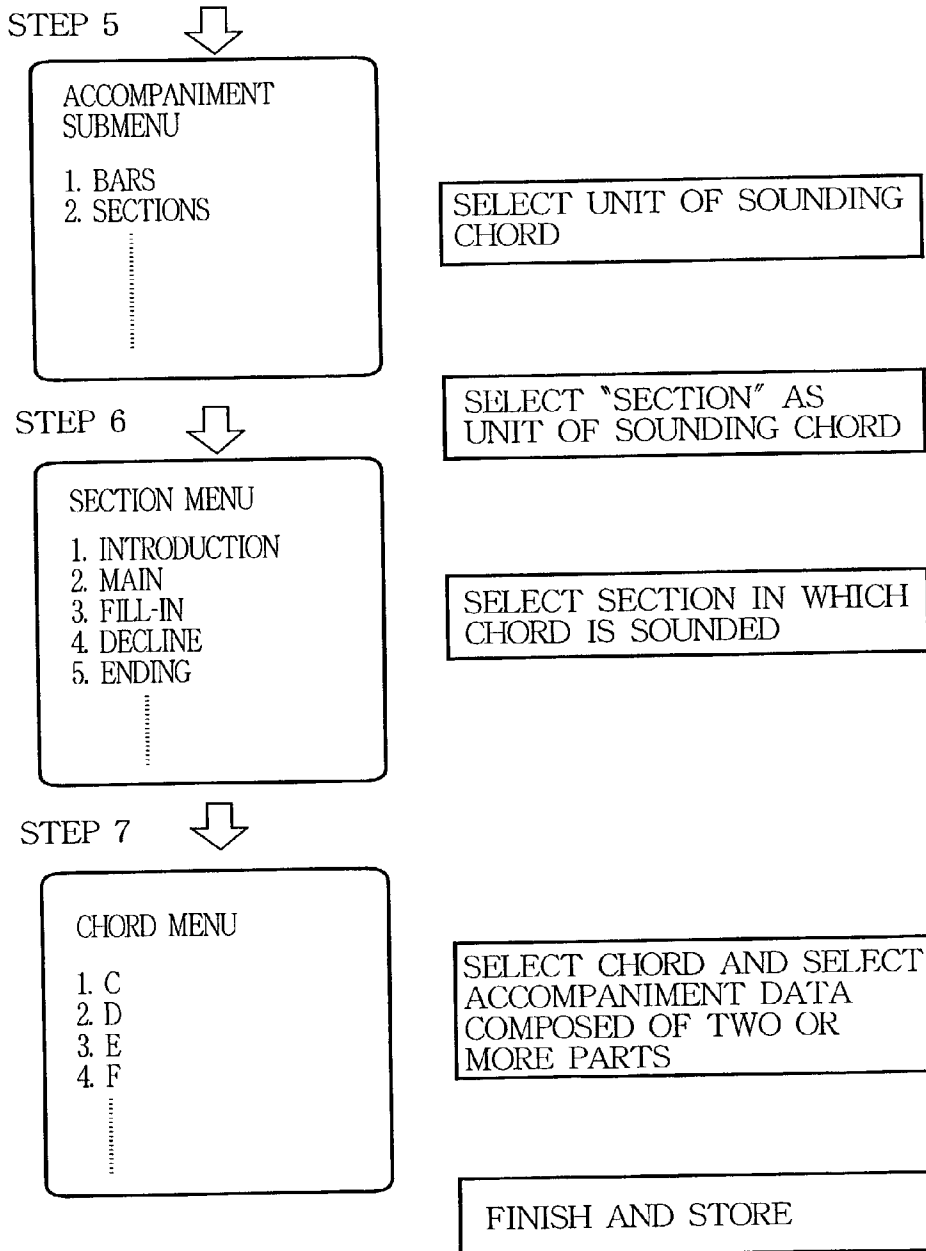 STEP 5
ACCOMPANIMENT
SUBMENU
1. BARS
2. SECTIONS
SELECT UNIT OF SOUNDING
CHORD
SELECT "SECTION" AS
UNIT OF SOUNDING CHORD
STEP 6
SECTION MENU
1. INTRODUCTION
2. MAIN
3. FILL-IN
4. DECLINE
5. ENDING
SELECT SECTION IN WHICH
CHORD IS SOUNDED
STEP 7
CHORD MENU
1. C
2. D
3. E
4. F
SELECT CHORD AND SELECT
ACCOMPANIMENT DATA
COMPOSED OF TWO OR
MORE PARTS
FINISH AND STORE